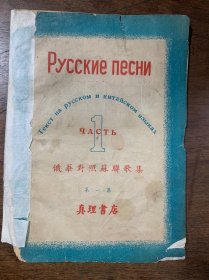 Русские песни
Текст на русском и китайском языках
1
ЧАСТЬ
俄華對照蘇聯歌集
第一集
真理書店